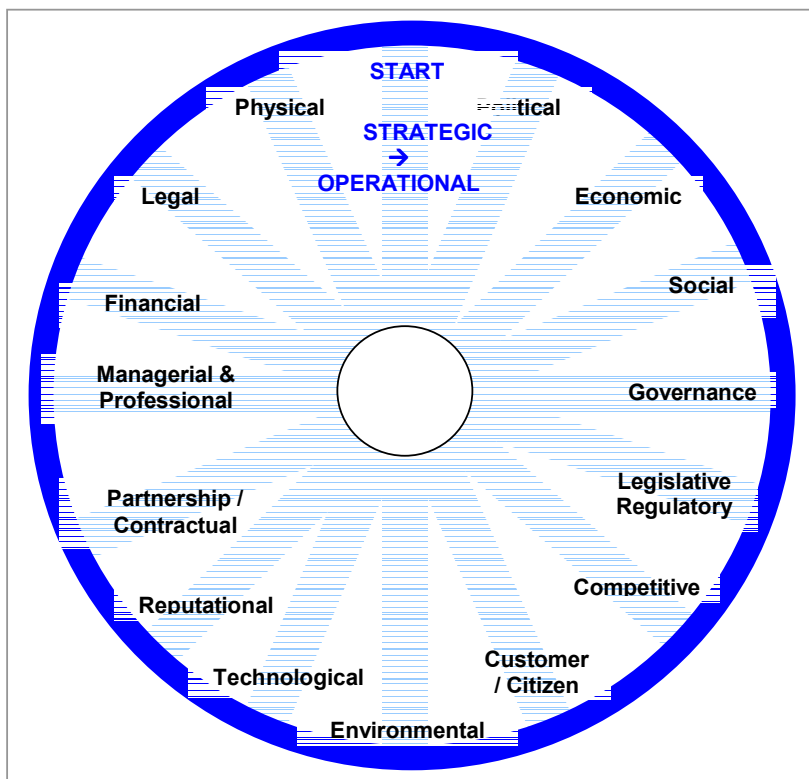 START
Physical
Political
STRATEGIC
→
OPERATIONAL
Legal
Economic
Social
Financial
Managerial &
Professional
Governance
Legislative
Regulatory
Partnership /
Contractual
Competitive
Reputational
Customer
/ Citizen
Technological
Environmental